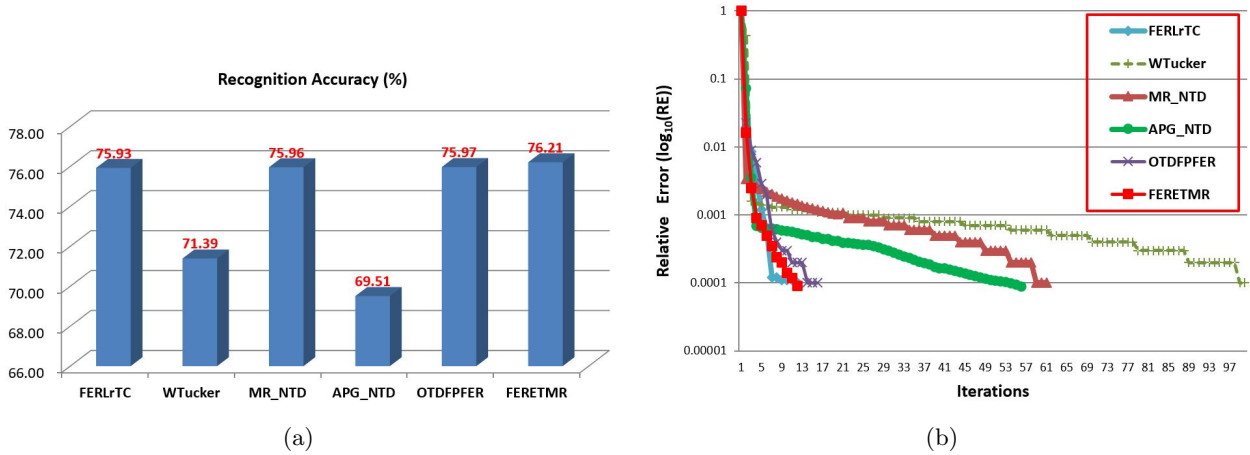 Recognition Accuracy (%)
78.00
76.00
74.00
72.00
70.00
68.00
66.00
75.93
71.39
75.96
69.51
75.97
76.21
FERLrTC WTucker MR_NTD APG_NTD OTDFPFER FERETMR
(a)
Relative Error (log10(RE))
1
0.1
0.01
0.001
0.0001
0.00001
FERLrTC
WTucker
MR_NTD
APG_NTD
OTDFPFER
FERETMR
1 5 9 13 17 21 25 29 33 37 41 45 49 53 57 61 65 69 73 77 81 85 89 93 97
Iterations
(b)